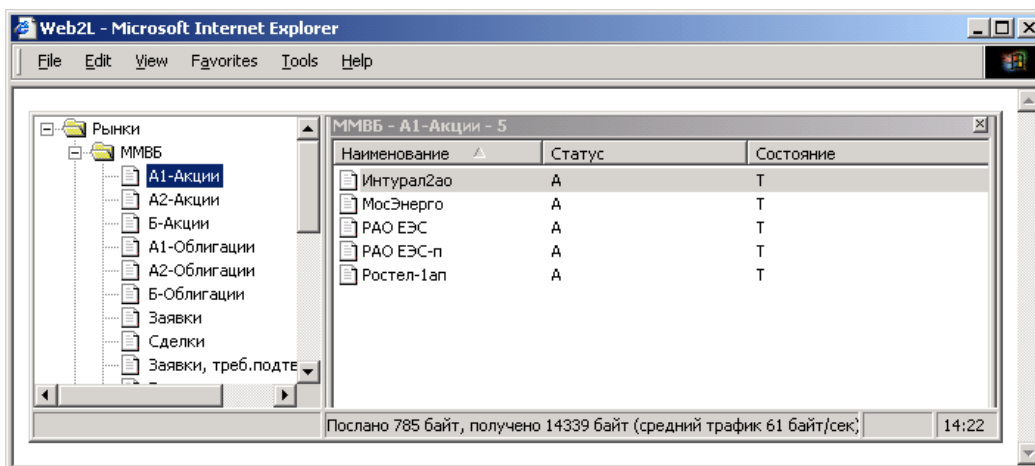 Web2L - Microsoft Internet Explorer
File Edit View Favorites Tools Help
Рынки
ММВБ
А1-Акции
А2-Акции
Б-Акции
А1-Облигации
А2-Облигации
Б-Облигации
Заявки
Сделки
Заявки, треб.подтв
ММВБ - А1-Акции - 5
Наименование Статус Состояние
Интурал2ао А Т
МосЭнерго А Т
РАО ЕЭС А Т
РАО ЕЭС-п А Т
Ростел-1ап А Т
Послано 785 байт, получено 14339 байт (средний трафик 61 байт/сек) 14:22